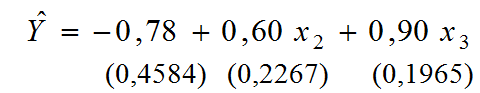 Ŷ = −0,78 + 0,60 x₂ + 0,90 x₃
(0,4584) (0,2267) (0,1965)